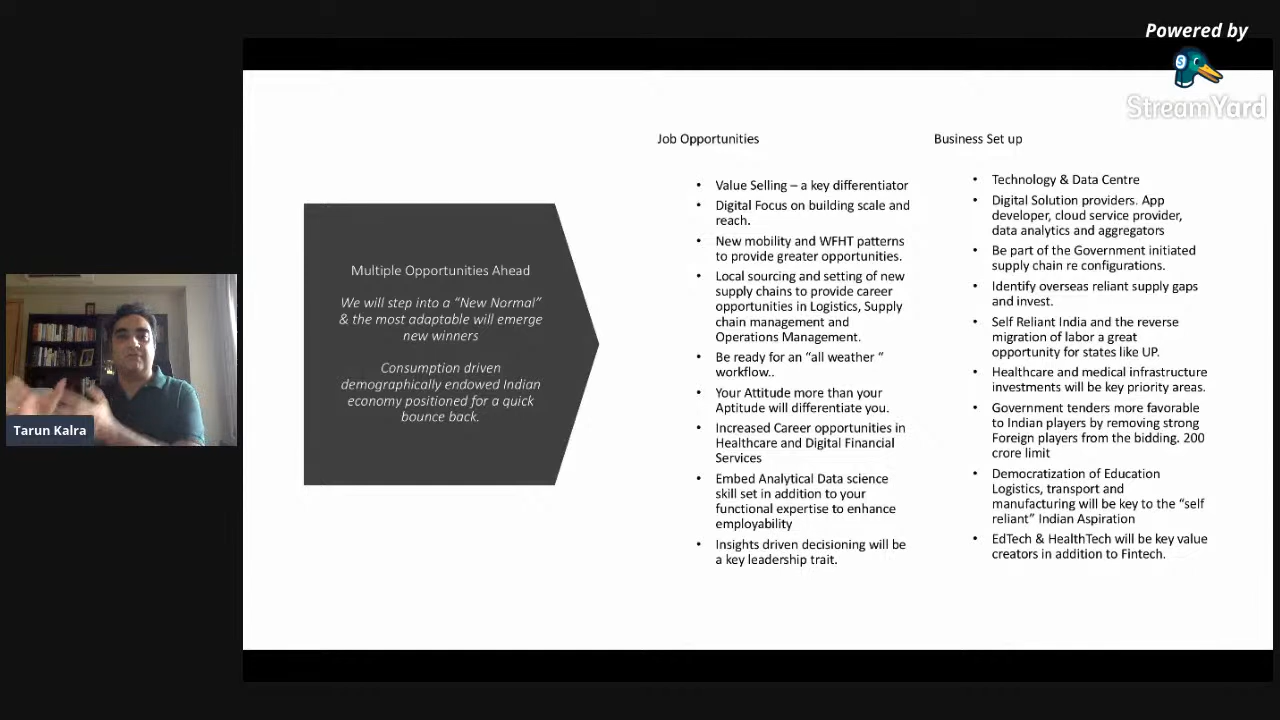 Powered by
StreamYard
Job Opportunities
Business Set up
Multiple Opportunities Ahead
We will step into a “New Normal”
& the most adaptable will emerge
new winners
Consumption driven
demographically endowed Indian
economy positioned for a quick
bounce back.
Tarun Kalra
• Value Selling – a key differentiator
• Digital Focus on building scale and
reach.
• New mobility and WFHT patterns
to provide greater opportunities.
• Local sourcing and setting of new
supply chains to provide career
opportunities in Logistics, Supply
chain management and
Operations Management.
• Be ready for an “all weather “
workflow..
• Your Attitude more than your
Aptitude will differentiate you.
• Increased Career opportunities in
Healthcare and Digital Financial
Services
• Embed Analytical Data science
skill set in addition to your
functional expertise to enhance
employability
• Insights driven decisioning will be
a key leadership trait.
• Technology & Data Centre
• Digital Solution providers. App
developer, cloud service provider,
data analytics and aggregators
• Be part of the Government initiated
supply chain re configurations.
• Identify overseas reliant supply gaps
and invest.
• Self Reliant India and the reverse
migration of labor a great
opportunity for states like UP.
• Healthcare and medical infrastructure
investments will be key priority areas.
• Government tenders more favorable
to Indian players by removing strong
Foreign players from the bidding. 200
crore limit
• Democratization of Education
Logistics, transport and
manufacturing will be key to the “self
reliant” Indian Aspiration
• EdTech & HealthTech will be key value
creators in addition to Fintech.